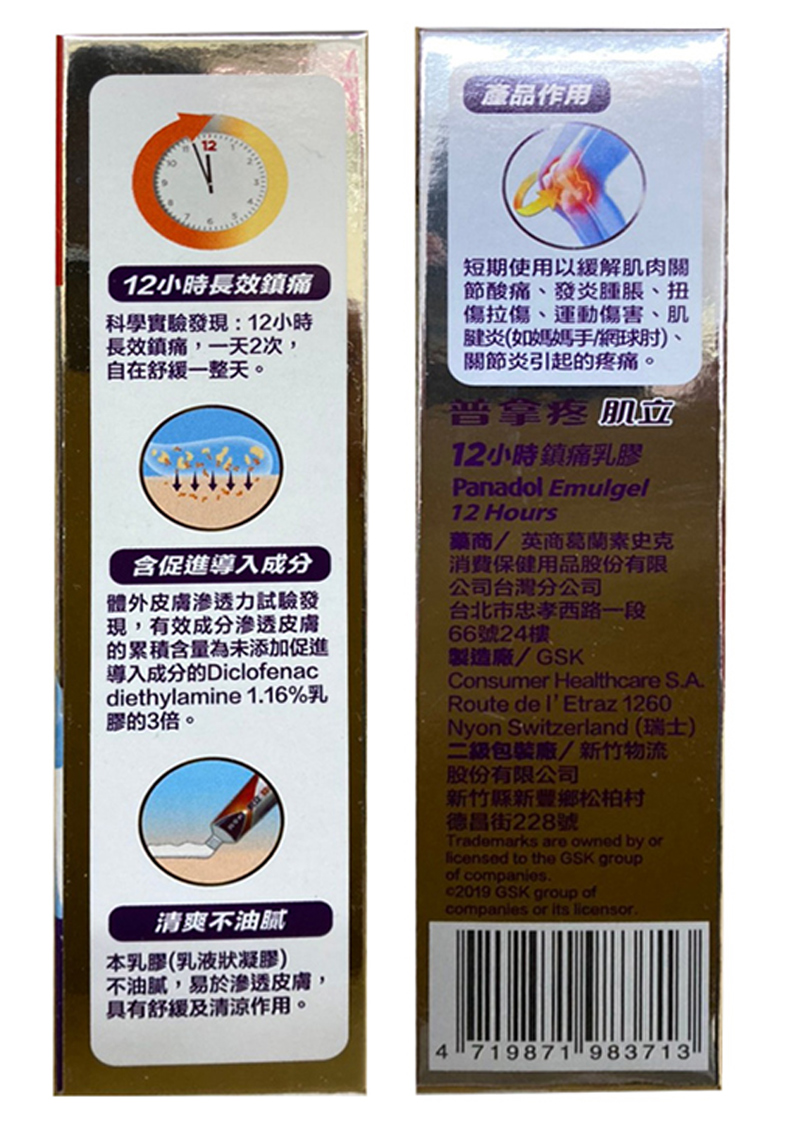 12小時長效鎮痛
科學實驗發現:12小時
長效鎮痛,一天2次,
自在舒緩一整天。
含促進導入成分
體外皮膚滲透力試驗發
現,有效成分滲透皮膚
的累積含量為未添加促進
導入成分的Diclofenac
diethylamine 1.16%乳
膠的3倍。
清爽不油膩
本乳膠(乳液狀凝膠)
不油膩,易於滲透皮膚,
具有舒緩及清涼作用。
產品作用
短期使用以緩解肌肉關
節酸痛、發炎腫脹、扭
傷拉傷、運動傷害、肌
腱炎(如媽媽手/網球肘)、
關節炎引起的疼痛。
普拿疼 肌立
12小時鎮痛乳膠
Panadol Emulgel
12 Hours
藥商/ 英商葛蘭素史克
消費保健用品股份有限
公司台灣分公司
台北市忠孝西路一段
66號24樓
製造廠/ GSK
Consumer Healthcare S.A.
Route de l'Etraz 1260
Nyon Switzerland (瑞士)
二級包裝廠/ 新竹物流
股份有限公司
新竹縣新豐鄉松柏村
德昌街228號
Trademarks are owned by or
licensed to the GSK group
of companies.
©2019 GSK group of
companies or its licensor.
4 719871 983713